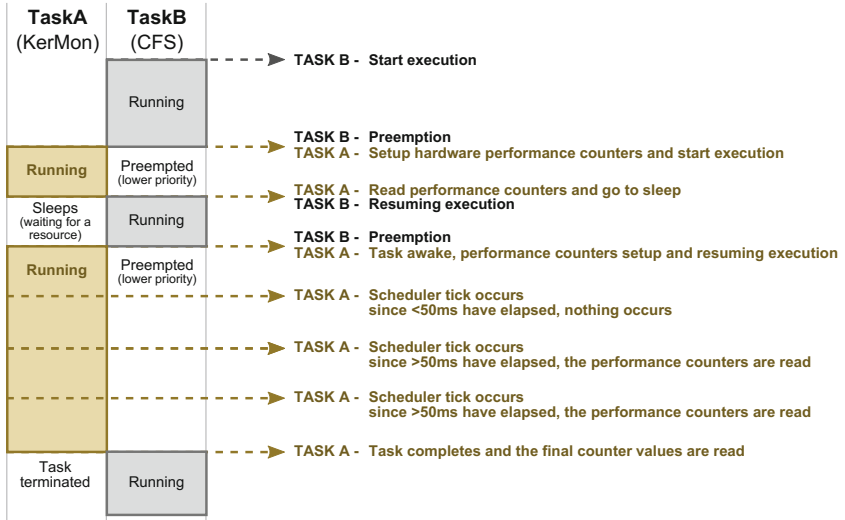 TaskA
(KerMon)
TaskB
(CFS)
TASK B - Start execution
Running
TASK B - Preemption
TASK A - Setup hardware performance counters and start execution
Running
Preempted
(lower priority)
TASK A - Read performance counters and go to sleep
TASK B - Resuming execution
Sleeps
(waiting for a
resource)
Running
TASK B - Preemption
TASK A - Task awake, performance counters setup and resuming execution
Running
Preempted
(lower priority)
TASK A - Scheduler tick occurs
since <50ms have elapsed, nothing occurs
TASK A - Scheduler tick occurs
since >50ms have elapsed, the performance counters are read
TASK A - Scheduler tick occurs
since >50ms have elapsed, the performance counters are read
TASK A - Task completes and the final counter values are read
Task
terminated
Running